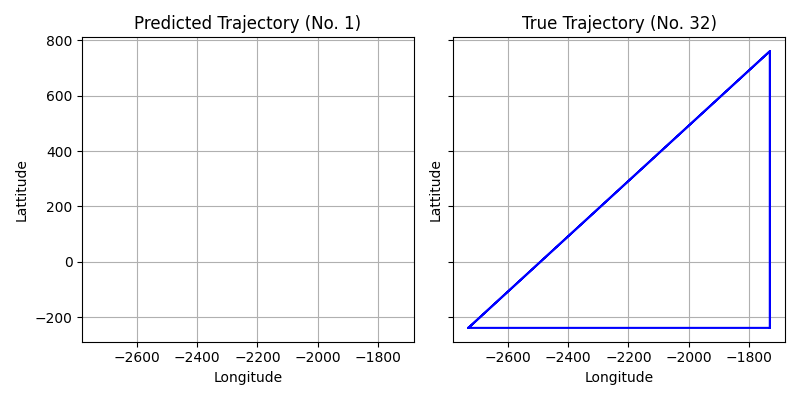 Predicted Trajectory (No. 1)
True Trajectory (No. 32)
800
600
400
200
0
−200
Lattitude
Lattitude
−2600 −2400 −2200 −2000 −1800
−2600 −2400 −2200 −2000 −1800
Longitude
Longitude